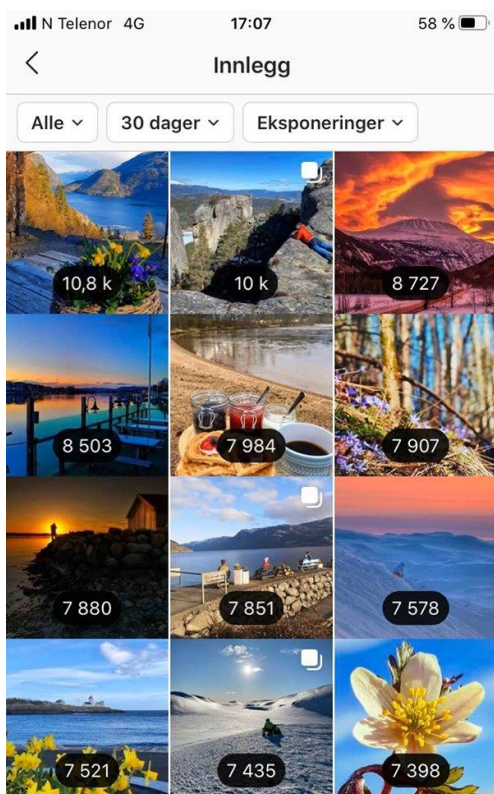 N Telenor 4G 17:07 58 %
Innlegg
Alle 30 dager Eksponeringer
10,8 k 10 k 8 727
8 503 7 984 7 907
7 880 7 851 7 578
7 521 7 435 7 398